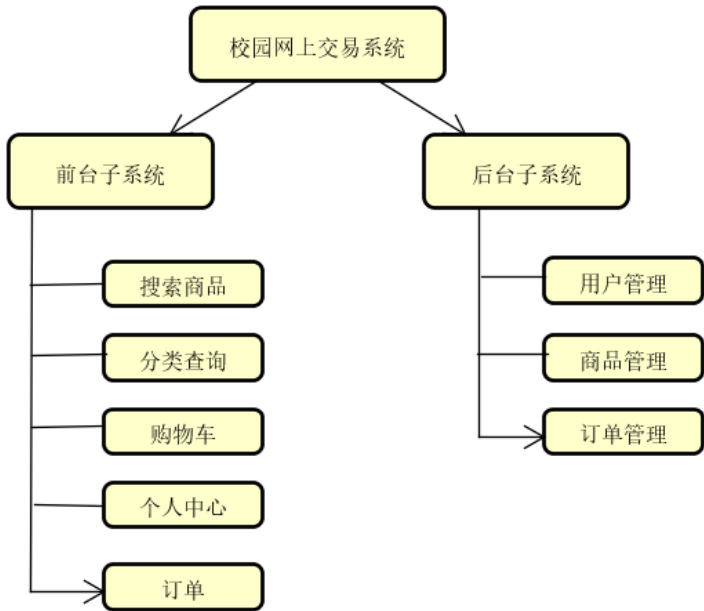 校园网上交易系统
前台子系统
后台子系统
搜索商品
分类查询
购物车
个人中心
订单
用户管理
商品管理
订单管理